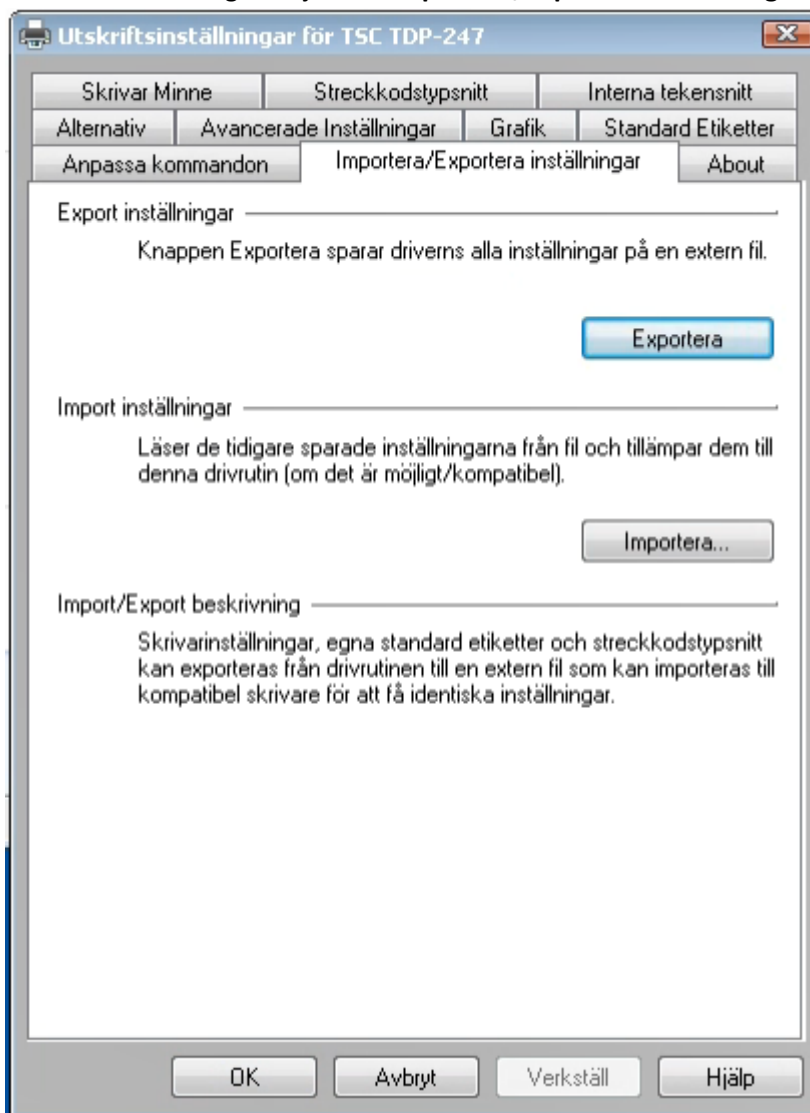 Utskriftsinställningar för TSC TDP-247
Skrivar Minne Streckkodstypsnitt Interna tekensnitt
Alternativ Avancerade Inställningar Grafik Standard Etiketter
Anpassa kommandon Importera/Exportera inställningar About
Export inställningar
Knappen Exportera sparar driverns alla inställningar på en extern fil.
Exportera
Import inställningar
Läser de tidigare sparade inställningarna från fil och tillämpar dem till
denna drivrutin (om det är möjligt/kompatibel).
Importera...
Import/Export beskrivning
Skrivarinställningar, egna standard etiketter och streckkodstypsnitt
kan exporteras från drivrutinen till en extern fil som kan importeras till
kompatibel skrivare för att få identiska inställningar.
OK Avbryt Verkställ Hjälp